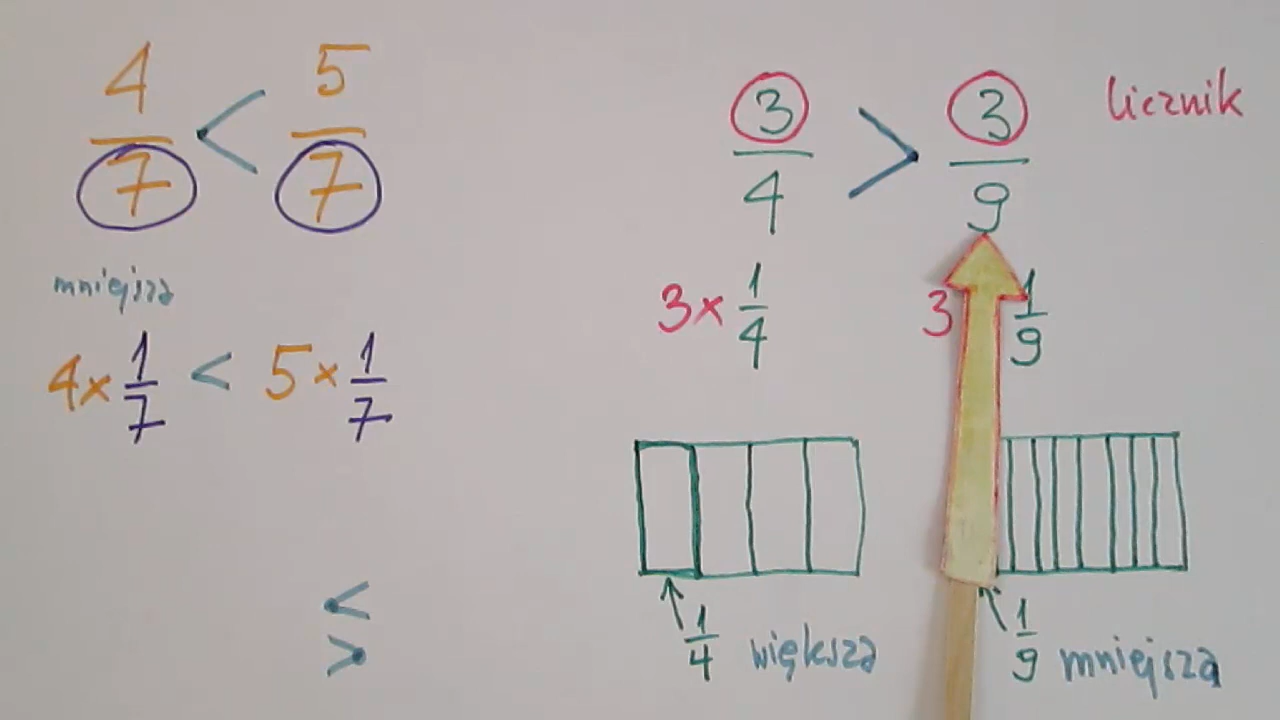 4/7 < 5/7
mniejsza
4 × 1/7 < 5 × 1/7
<
>
3/4 > 3/9 licznik
3 × 1/4 3 1/9
1/4 większa 1/9 mniejsza